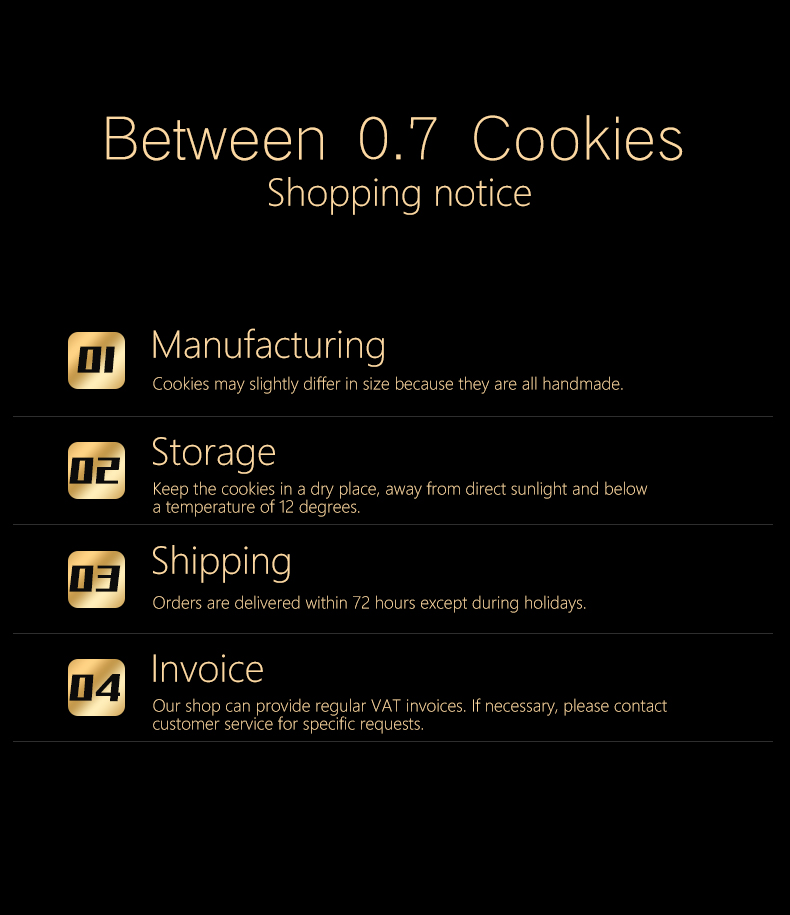 Between 0.7 Cookies
Shopping notice
01
Manufacturing
Cookies may slightly differ in size because they are all handmade.
02
Storage
Keep the cookies in a dry place, away from direct sunlight and below
a temperature of 12 degrees.
03
Shipping
Orders are delivered within 72 hours except during holidays.
04
Invoice
Our shop can provide regular VAT invoices. If necessary, please contact
customer service for specific requests.